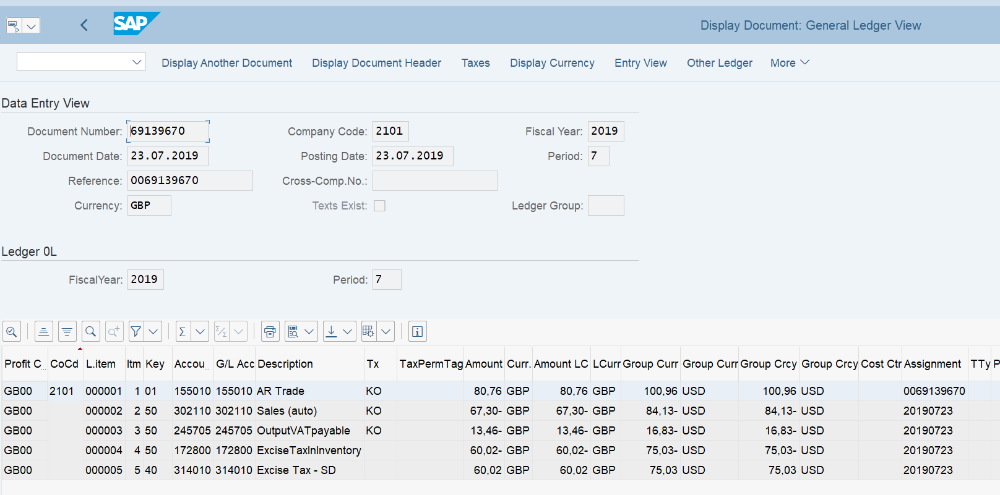 SAP Display Document: General Ledger View
Display Another Document Display Document Header Taxes Display Currency Entry View Other Ledger More
Data Entry View
Document Number: 69139670 Company Code: 2101 Fiscal Year: 2019
Document Date: 23.07.2019 Posting Date: 23.07.2019 Period: 7
Reference: 0069139670 Cross-Comp.No.:
Currency: GBP Texts Exist: Ledger Group:
Ledger 0L
FiscalYear: 2019 Period: 7
Profit C... CoCd L.item Itm Key Accou... G/L Acc Description Tx TaxPermTag Amount Curr. Amount LC LCurr Group Curr Group Curr Group Crcy Group Crcy Cost Ctr Assignment TTy P
GB00 2101 000001 1 01 155010 155010 AR Trade KO 80,76 GBP 80,76 GBP 100,96 USD 100,96 USD 0069139670
GB00 000002 2 50 302110 302110 Sales (auto) KO 67,30- GBP 67,30- GBP 84,13- USD 84,13- USD 20190723
GB00 000003 3 50 245705 245705 OutputVATpayable KO 13,46- GBP 13,46- GBP 16,83- USD 16,83- USD 20190723
GB00 000004 4 50 172800 172800 ExciseTaxInInventory 60,02- GBP 60,02- GBP 75,03- USD 75,03- USD 20190723
GB00 000005 5 40 314010 314010 Excise Tax - SD 60,02 GBP 60,02 GBP 75,03 USD 75,03 USD 20190723